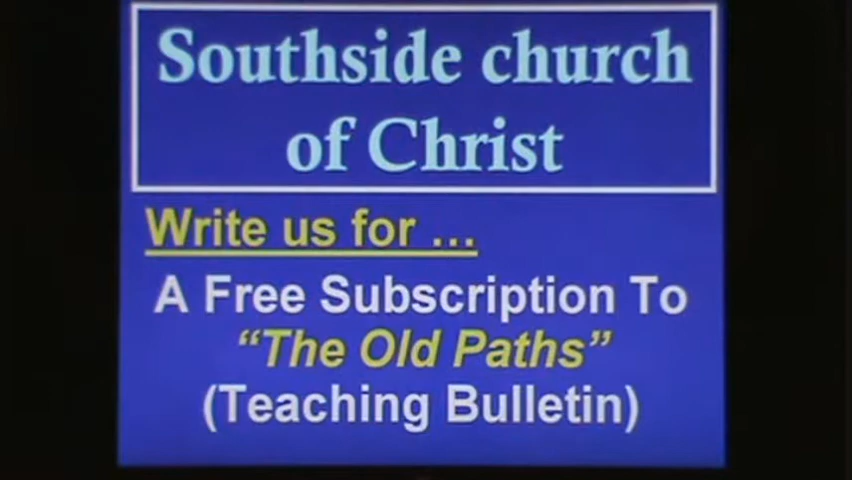 Southside church
of Christ
Write us for ...
A Free Subscription To
“The Old Paths”
(Teaching Bulletin)